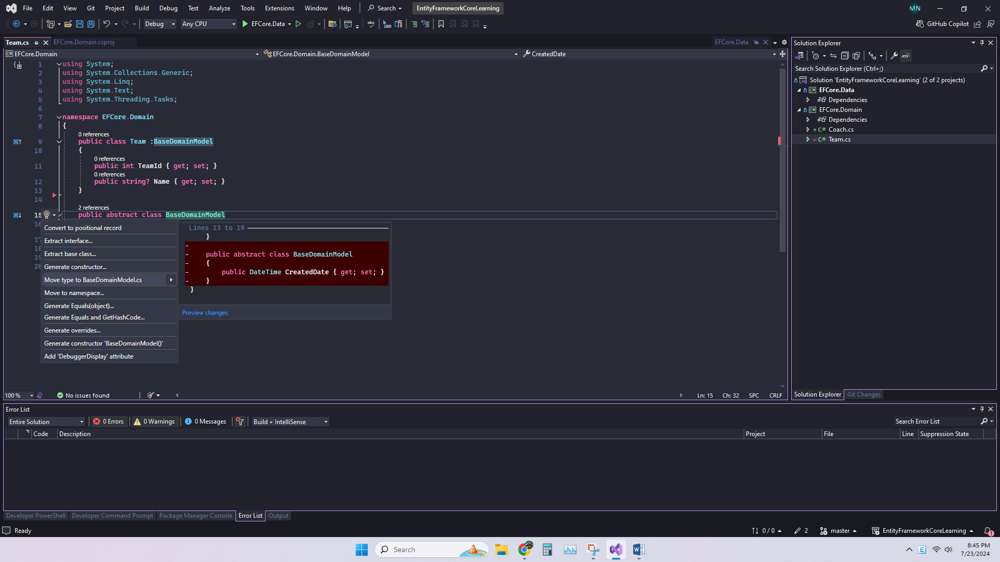 File Edit View Git Project Build Debug Test Analyze Tools Extensions Window Help Search EntityFrameworkCoreLearning MN
Debug Any CPU EFCore.Data GitHub Copilot
Team.cs EFCore.Domain.csproj EFCore.Data
EFCore.Domain EFCore.Domain.BaseDomainModel CreatedDate
1 using System;
2 using System.Collections.Generic;
3 using System.Linq;
4 using System.Text;
5 using System.Threading.Tasks;
6
7 namespace EFCore.Domain
8 {
0 references
9 public class Team :BaseDomainModel
10 {
0 references
11 public int TeamId { get; set; }
0 references
12 public string? Name { get; set; }
13 }
14
2 references
15 public abstract class BaseDomainModel
16
17
18
19
20
Convert to positional record
Extract interface...
Extract base class...
Generate constructor...
Move type to BaseDomainModel.cs
Move to namespace...
Generate Equals(object)...
Generate Equals and GetHashCode...
Generate overrides...
Generate constructor 'BaseDomainModel()'
Add 'DebuggerDisplay' attribute
Lines 13 to 19
}
-
- public abstract class BaseDomainModel
- {
- public DateTime CreatedDate { get; set; }
- }
}
Preview changes
100 % No issues found Ln: 15 Ch: 32 SPC CRLF
Solution Explorer
Search Solution Explorer (Ctrl+;)
Solution 'EntityFrameworkCoreLearning' (2 of 2 projects)
EFCore.Data
Dependencies
EFCore.Domain
Dependencies
C# Coach.cs
C# Team.cs
Solution Explorer Git Changes
Error List
Entire Solution 0 Errors 0 Warnings 0 Messages Build + IntelliSense Search Error List
Code Description Project File Line Suppression State
Developer PowerShell Developer Command Prompt Package Manager Console Error List Output
Ready 0 / 0 2 master EntityFrameworkCoreLearning 1
Search 8:45 PM
7/23/2024